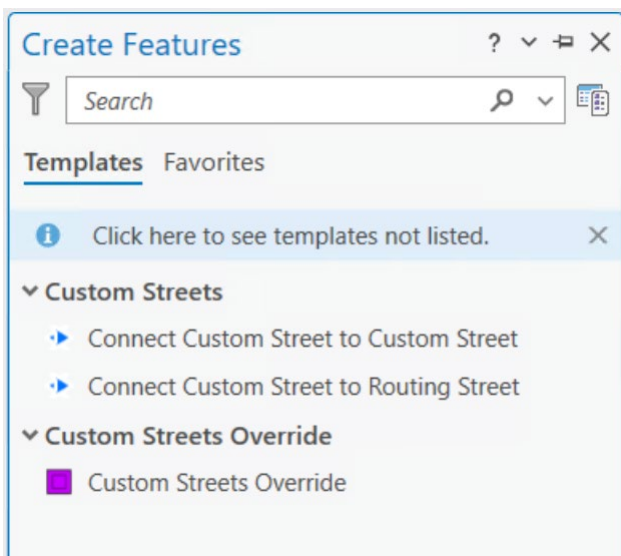 Create Features
Search
Templates Favorites
Click here to see templates not listed.
Custom Streets
Connect Custom Street to Custom Street
Connect Custom Street to Routing Street
Custom Streets Override
Custom Streets Override